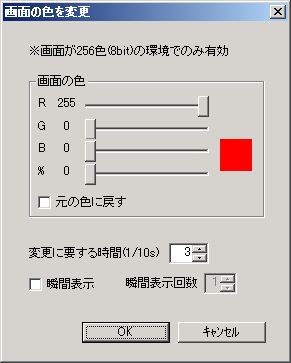 画面の色を変更
※画面が256色(8bit)の環境でのみ有効
画面の色
R 255
G 0
B 0
% 0
元の色に戻す
変更に要する時間(1/10s) 3
瞬間表示 瞬間表示回数 1
OK ｷｬﾝｾﾙ